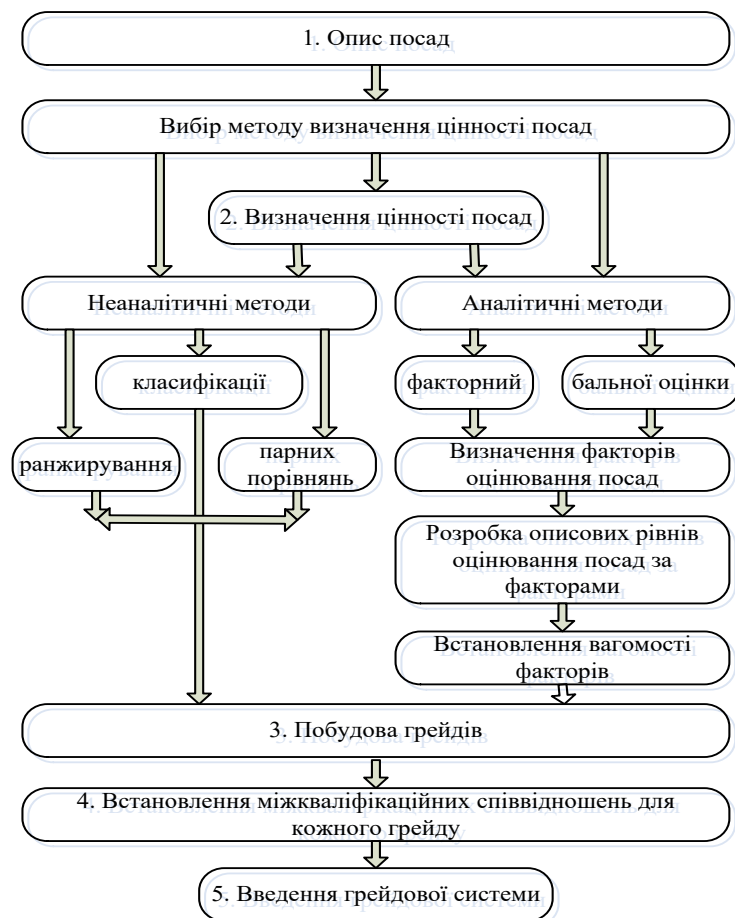 1. Опис посад
Вибір методу визначення цінності посад
2. Визначення цінності посад
Неаналітичні методи
Аналітичні методи
класифікації
факторний
бальної оцінки
ранжирування
парних
порівнянь
Визначення факторів
оцінювання посад
Розробка описових рівнів
оцінювання посад за
факторами
Встановлення вагомості
факторів
3. Побудова грейдів
4. Встановлення міжкваліфікаційних співвідношень для
кожного грейду
5. Введення грейдової системи